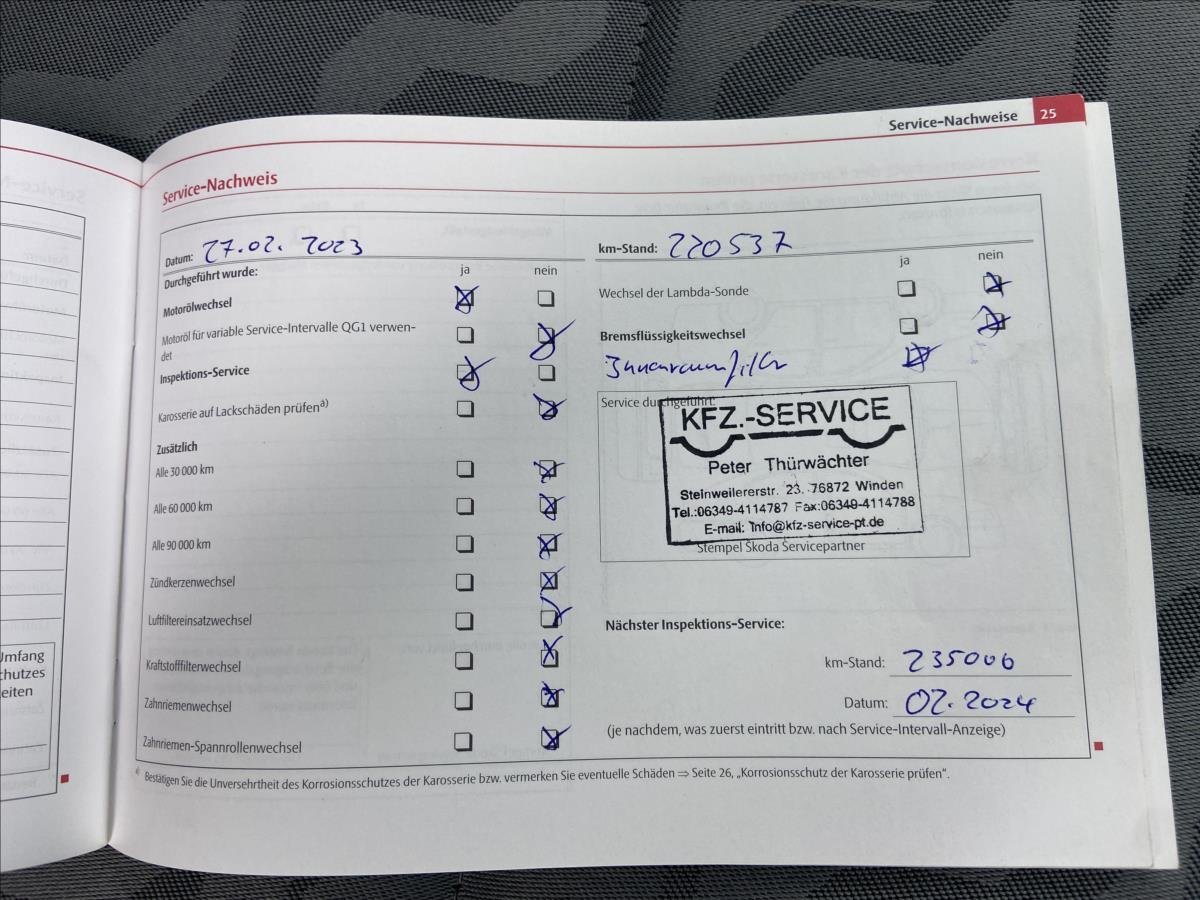 Service-Nachweise 25
Service-Nachweis
Datum: 27.02. 2023
Durchgeführt wurde: ja nein
Motorölwechsel
Motoröl für variable Service-Intervalle QG1 verwen-
det
Inspektions-Service
Karosserie auf Lackschäden prüfen a)
Zusätzlich
Alle 30 000 km
Alle 60 000 km
Alle 90 000 km
Zündkerzenwechsel
Luftfiltereinsatzwechsel
Kraftstofffilterwechsel
Zahnriemenwechsel
Zahnriemen-Spannrollenwechsel
km-Stand: 220537
ja nein
Wechsel der Lambda-Sonde
Bremsflüssigkeitswechsel
Innenraumfilter
Service durchgeführt:
KFZ.-SERVICE
Peter Thürwächter
Steinweilererstr. 23. 76872 Winden
Tel.:06349-4114787 Fax:06349-4114788
E-mail: info@kfz-service-pt.de
Stempel Skoda Servicepartner
Nächster Inspektions-Service:
km-Stand: 235000
Datum: 02.2024
(je nachdem, was zuerst eintritt bzw. nach Service-Intervall-Anzeige)
a) Bestätigen Sie die Unversehrtheit des Korrosionsschutzes der Karosserie bzw. vermerken Sie eventuelle Schäden ⇒ Seite 26, „Korrosionsschutz der Karosserie prüfen“.
Umfang
chutzes
eiten